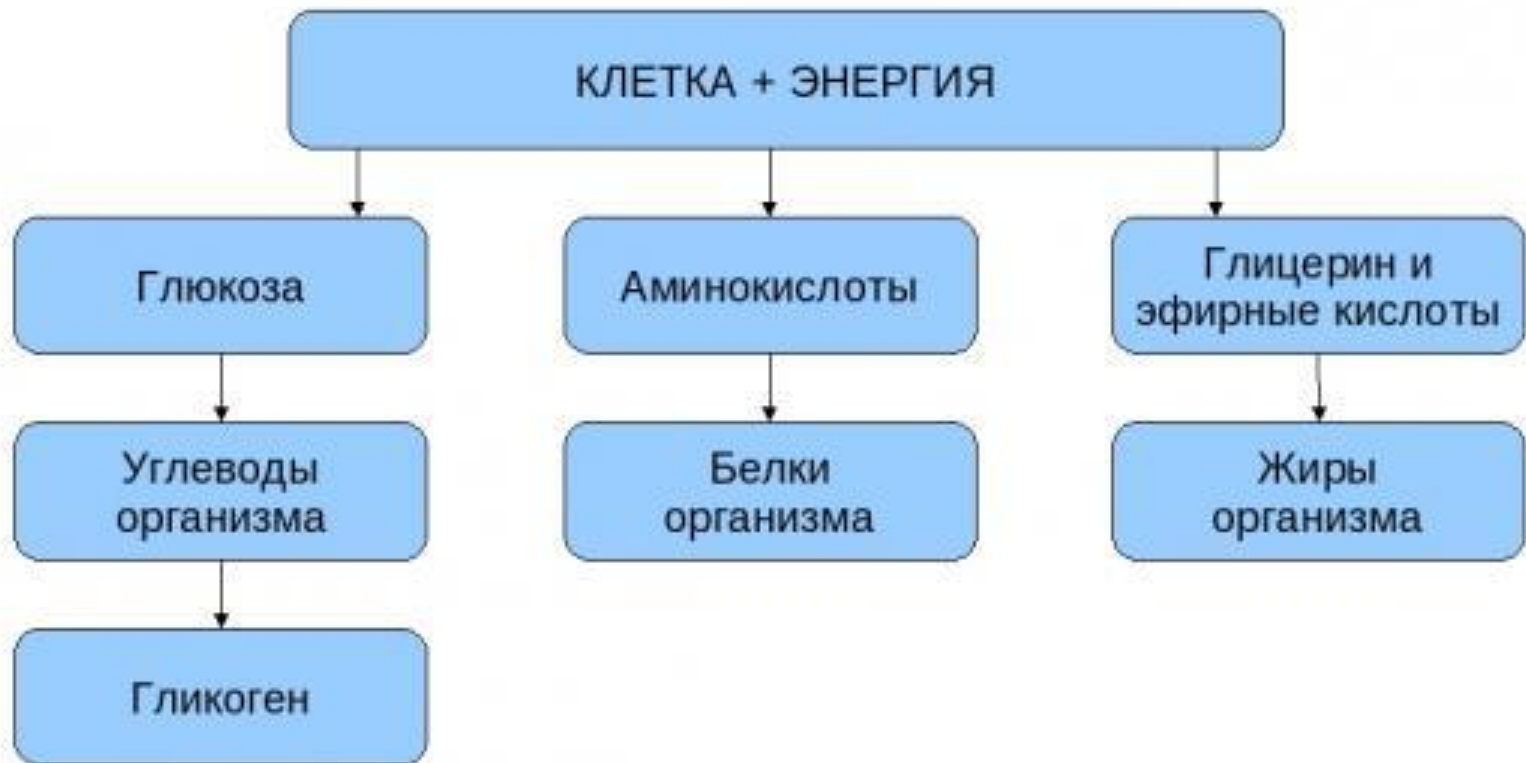 КЛЕТКА + ЭНЕРГИЯ
Глюкоза
Аминокислоты
Глицерин и
эфирные кислоты
Углеводы
организма
Белки
организма
Жиры
организма
Гликоген